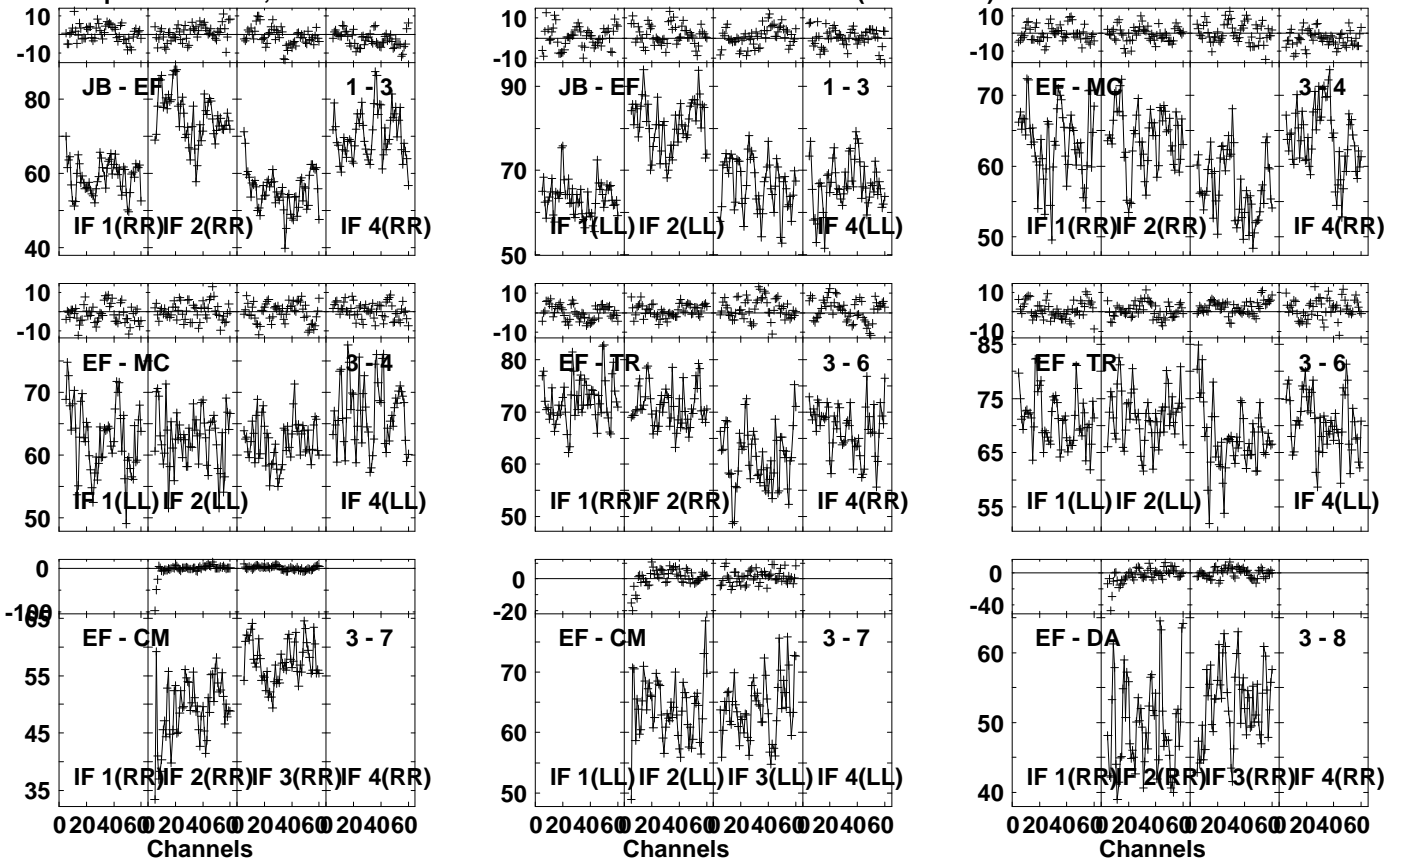 10 10 10
-10 -10 -10
JB - EF 1 - 3 JB - EF 1 - 3 EF - MC 3 - 4
80 90 70
60 70 60
IF 1(RR) IF 2(RR) IF 4(RR) IF 1(LL) IF 2(LL) IF 4(LL) IF 1(RR) IF 2(RR) IF 4(RR)
40 50 50
10 10 10
-10 -10 -10
EF - MC 3 - 4 EF - TR 3 - 6 EF - TR 3 - 6
85
70 80 75
60 70 65
60
IF 1(LL) IF 2(LL) IF 4(LL) IF 1(RR) IF 2(RR) IF 4(RR) IF 1(LL) IF 2(LL) IF 4(LL)
50 50 55
0 0 0
-100 -20 -40
65
EF - CM 3 - 7 EF - CM 3 - 7 EF - DA 3 - 8
55 70 60
45 60 50
IF 1(RR) IF 2(RR) IF 3(RR) IF 4(RR) IF 1(LL) IF 2(LL) IF 3(LL) IF 4(LL) IF 1(RR) IF 2(RR) IF 3(RR) IF 4(RR)
35 50 40
0 204060 0 204060 0 204060 0 204060 0 204060 0 204060 0 204060 0 204060 0 204060 0 204060 0 204060 0 204060
Channels Channels Channels